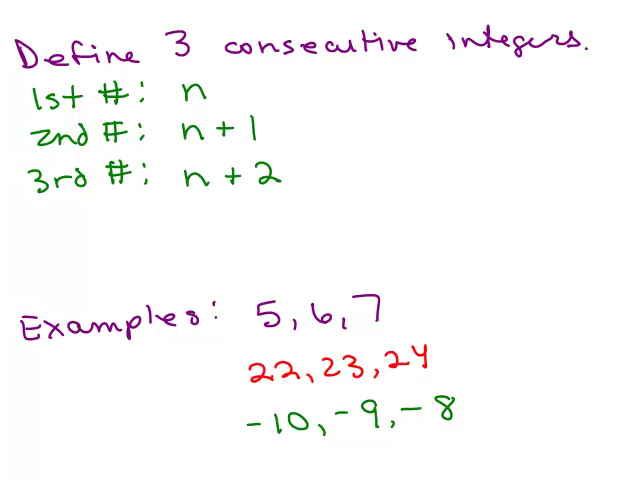 Define 3 consecutive integers.
1st #: n
2nd #: n + 1
3rd #: n + 2
Examples: 5, 6, 7
22, 23, 24
-10, -9, -8